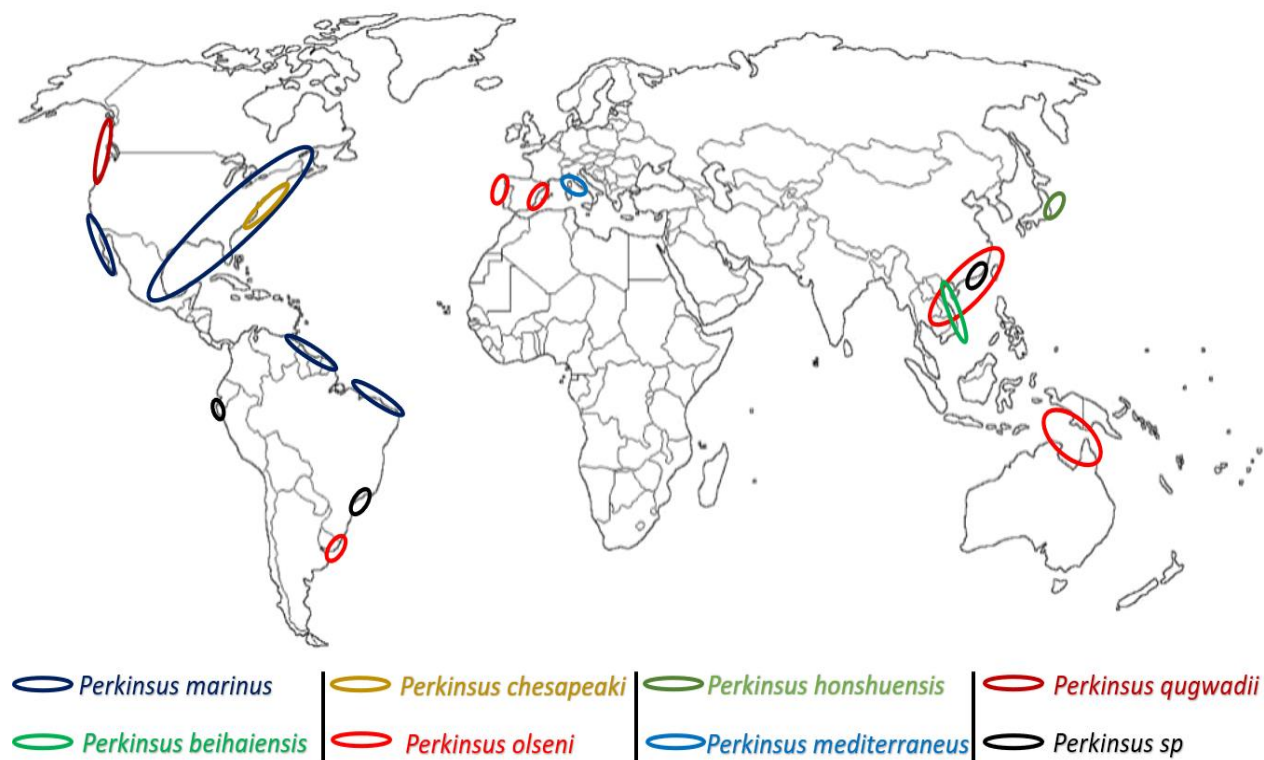 Perkinsus marinus
Perkinsus chesapeaki
Perkinsus honshuensis
Perkinsus qugwadii
Perkinsus beihaiensis
Perkinsus olseni
Perkinsus mediterraneus
Perkinsus sp